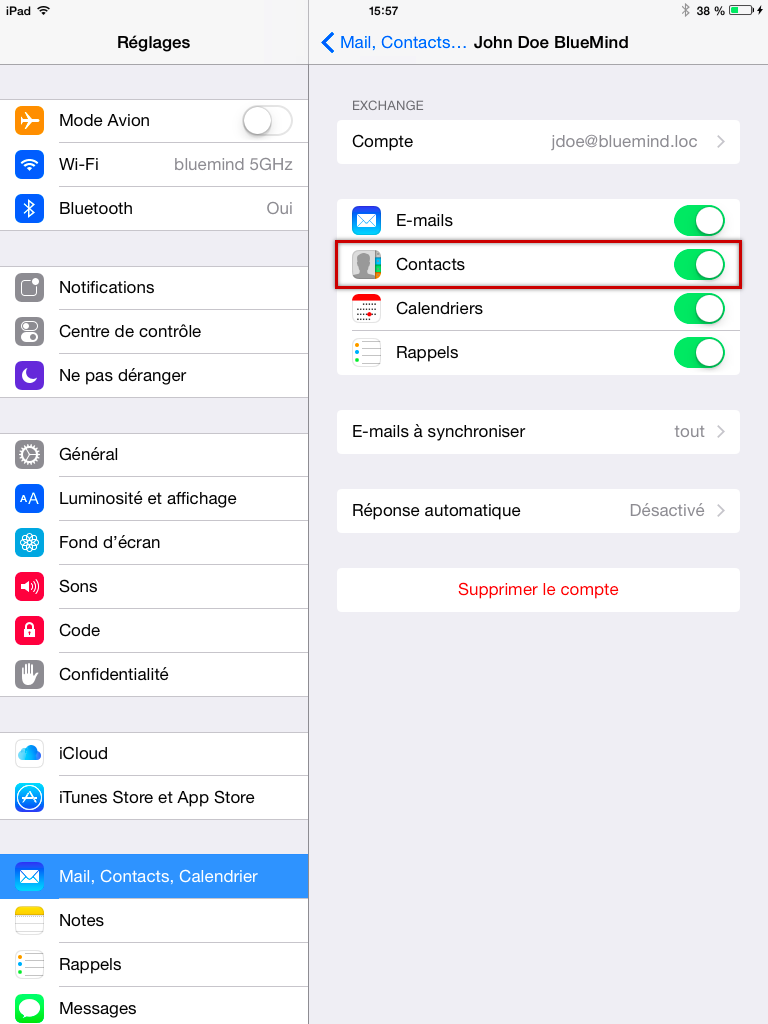 iPad 15:57 38 %
Réglages
Mail, Contacts... John Doe BlueMind
Mode Avion
Wi-Fi bluemind 5GHz
Bluetooth Oui
Notifications
Centre de contrôle
Ne pas déranger
Général
AA Luminosité et affichage
Fond d'écran
Sons
Code
Confidentialité
iCloud
iTunes Store et App Store
Mail, Contacts, Calendrier
Notes
Rappels
Messages
EXCHANGE
Compte jdoe@bluemind.loc
E-mails
Contacts
Calendriers
Rappels
E-mails à synchroniser tout
Réponse automatique Désactivé
Supprimer le compte